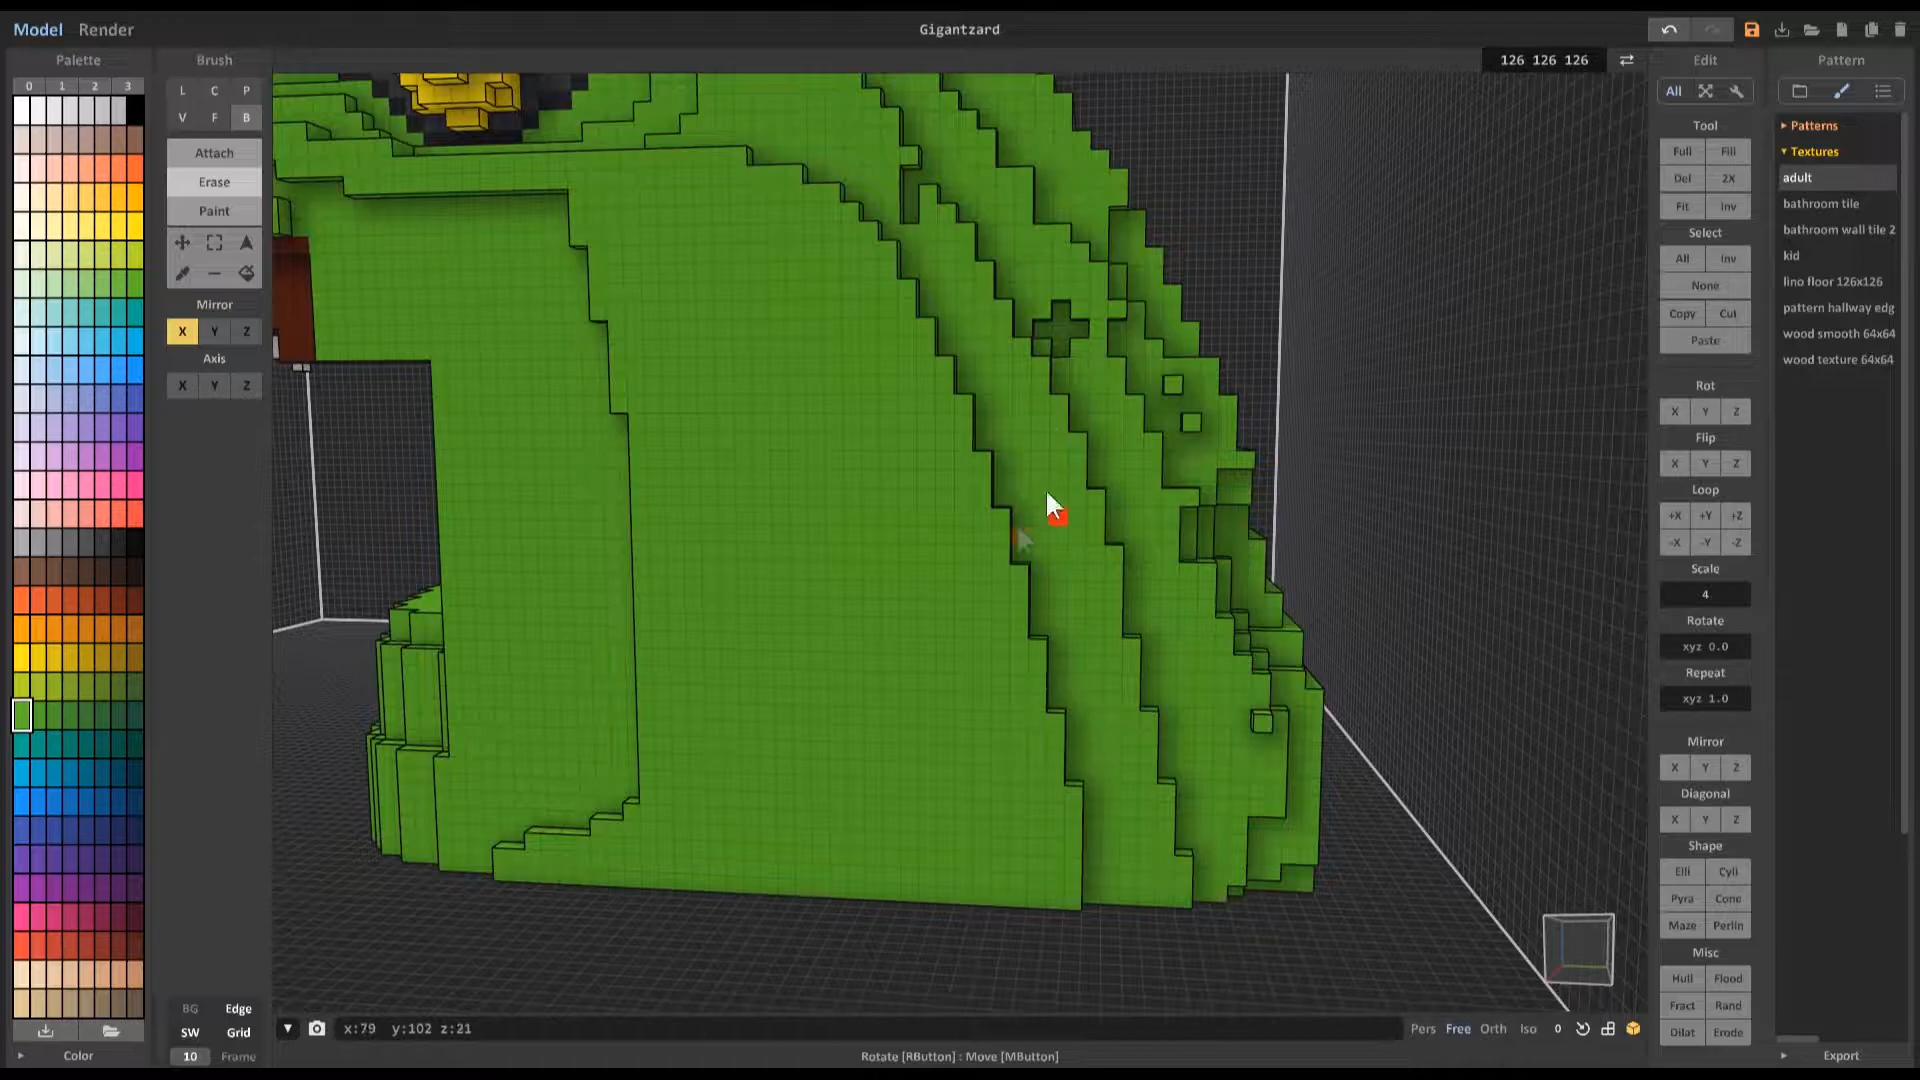 Model Render
Gigantzard
Palette
Brush
126 126 126
Edit
Pattern
0 1 2 3
L C P
V F B
Attach
Erase
Paint
Mirror
X Y Z
Axis
X Y Z
All
Tool
Full Fill
Del 2X
Fit Inv
Select
All Inv
None
Copy Cut
Paste
Rot
X Y Z
Flip
X Y Z
Loop
+X +Y +Z
-X -Y -Z
Scale
4
Rotate
xyz 0.0
Repeat
xyz 1.0
Mirror
X Y Z
Diagonal
X Y Z
Shape
Elli Cyli
Pyra Cone
Maze Perlin
Misc
Hull Flood
Fract Rand
Dilat Erode
Patterns
Textures
adult
bathroom tile
bathroom wall tile 2
kid
lino floor 126x126
pattern hallway edg
wood smooth 64x64
wood texture 64x64
BG Edge
SW Grid
10 Frame
x:79 y:102 z:21
Pers Free Orth Iso 0
Color
Rotate [RButton] : Move [MButton]
Export